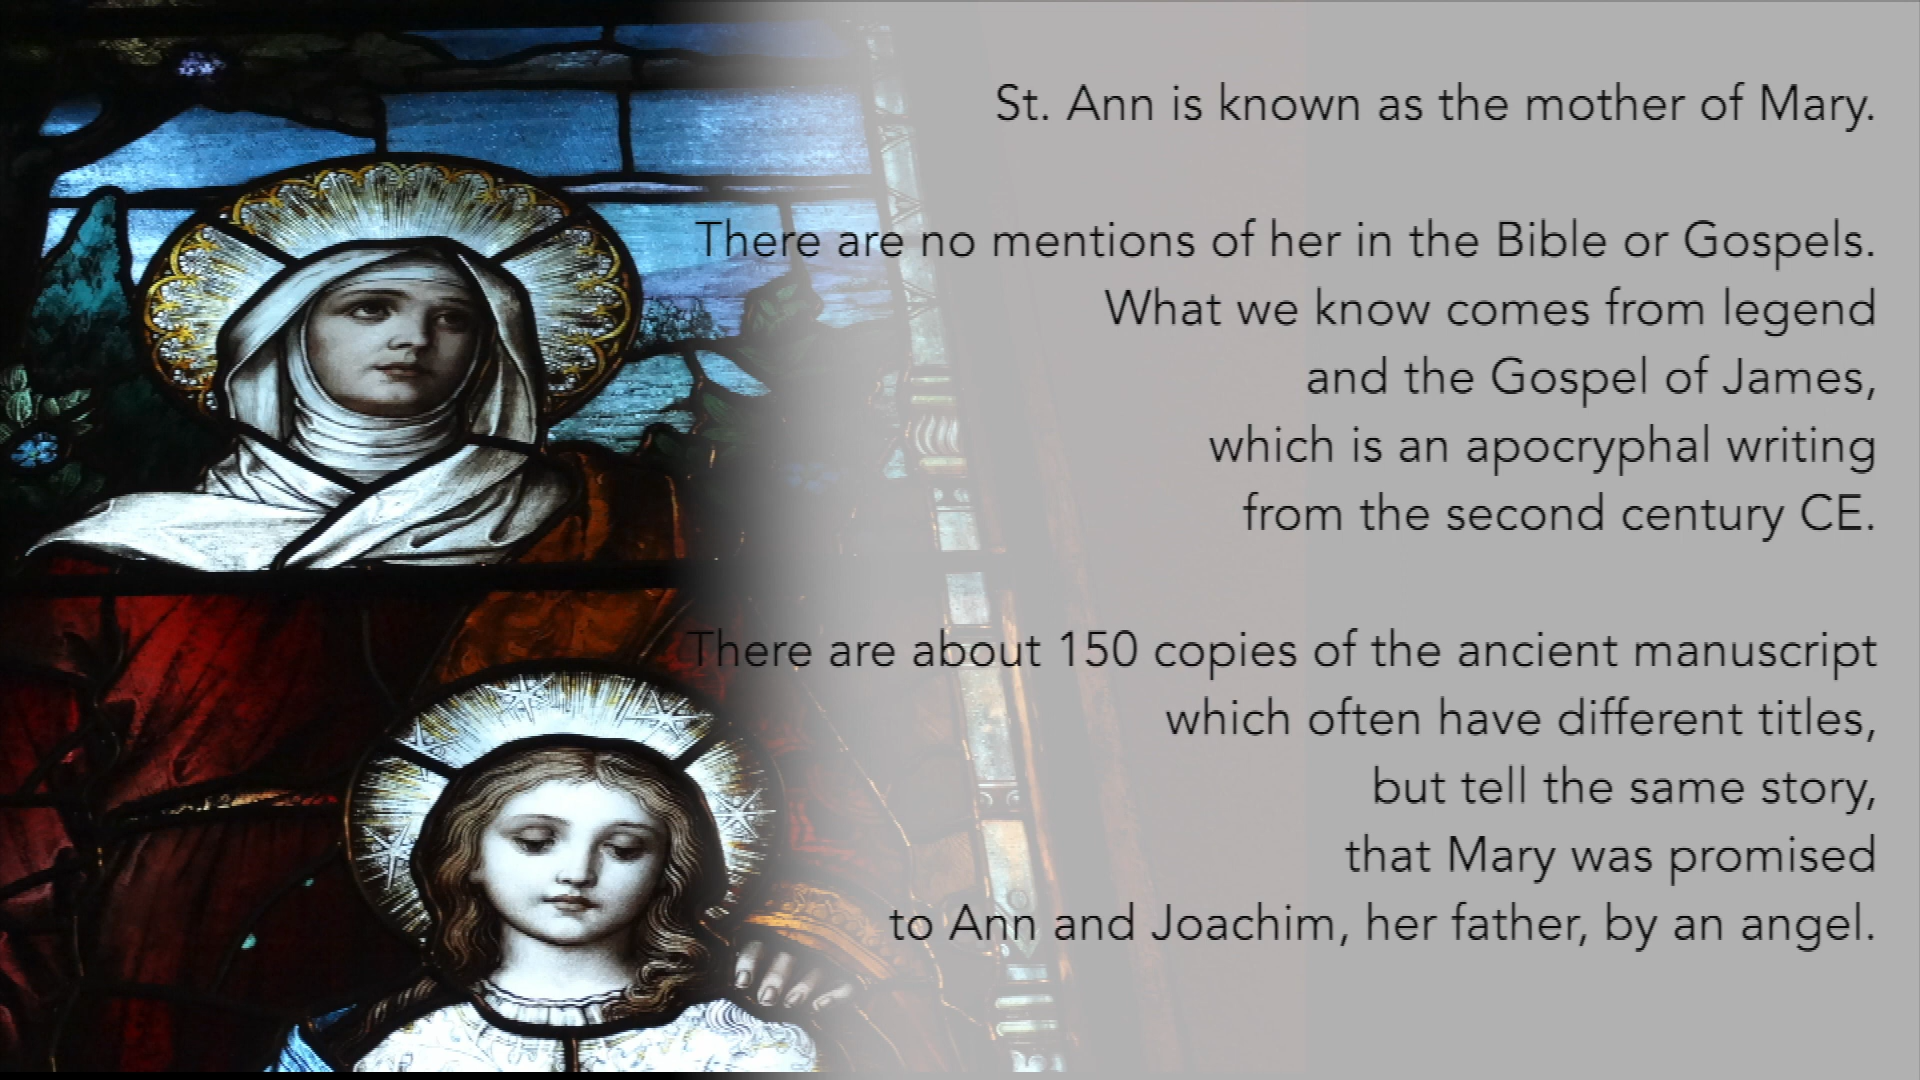 St. Ann is known as the mother of Mary.
There are no mentions of her in the Bible or Gospels.
What we know comes from legend
and the Gospel of James,
which is an apocryphal writing
from the second century CE.
There are about 150 copies of the ancient manuscript
which often have different titles,
but tell the same story,
that Mary was promised
to Ann and Joachim, her father, by an angel.